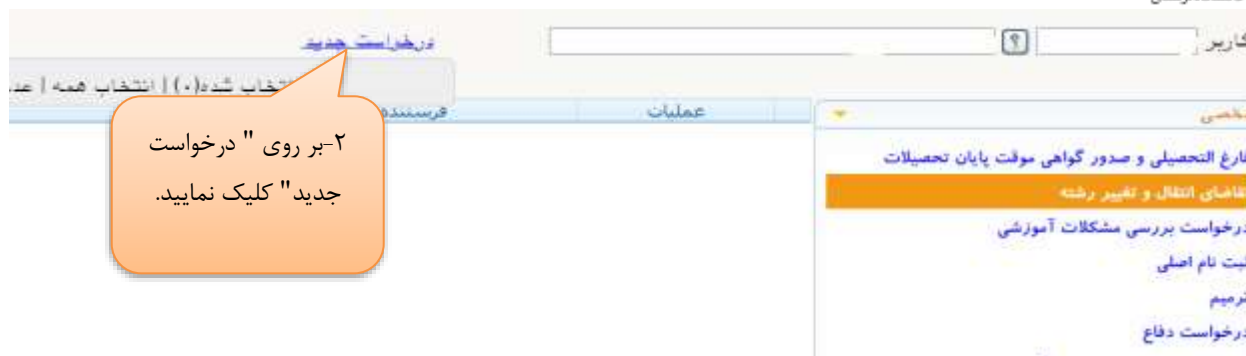 کاربر
درخواست جدید
انتخاب شده(۰) | انتخاب همه |
عملیات
فرستنده
۲-بر روی " درخواست
جدید" کلیک نمایید.
فارغ التحصیلی و صدور گواهی موقت پایان تحصیلات
تقاضای انتقال و تغییر رشته
درخواست بررسی مشکلات آموزشی
ثبت نام اصلی
ترمیم
درخواست دفاع